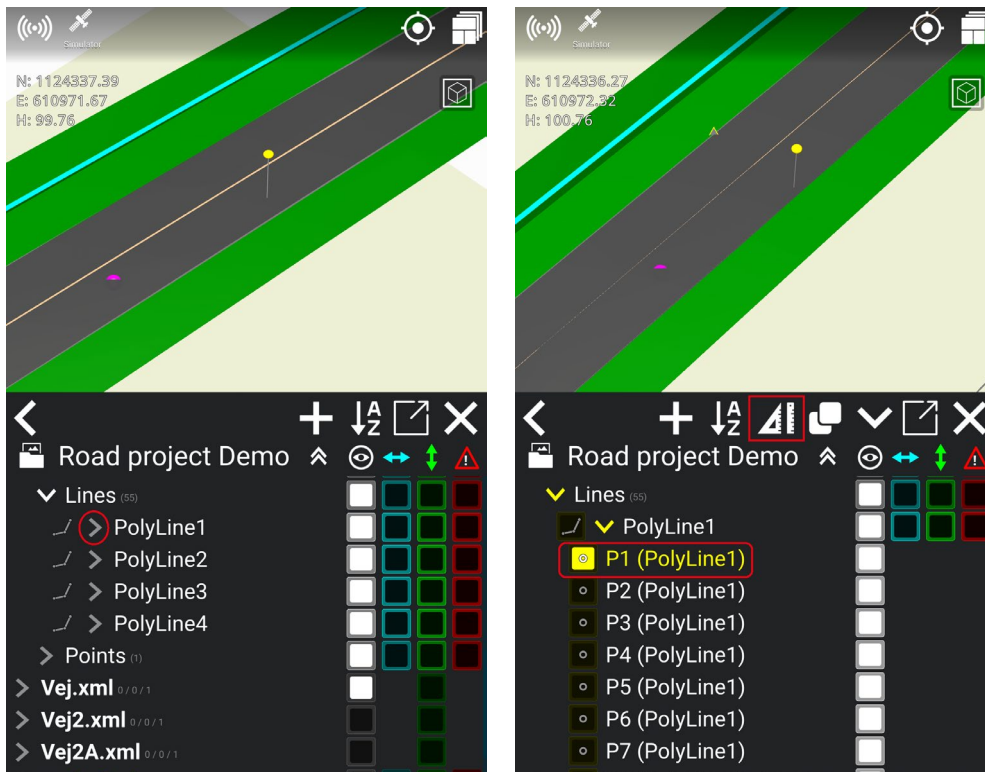 Simulator
N: 1124337.39
E: 610971.67
H: 99.76
A
Z
Road project Demo
Lines (55)
PolyLine1
PolyLine2
PolyLine3
PolyLine4
Points (1)
Vej.xml 0/0/1
Vej2.xml 0/0/1
Vej2A.xml 0/0/1
Simulator
N: 1124336.27
E: 610972.32
H: 100.76
A
Z
Road project Demo
Lines (55)
PolyLine1
P1 (PolyLine1)
P2 (PolyLine1)
P3 (PolyLine1)
P4 (PolyLine1)
P5 (PolyLine1)
P6 (PolyLine1)
P7 (PolyLine1)